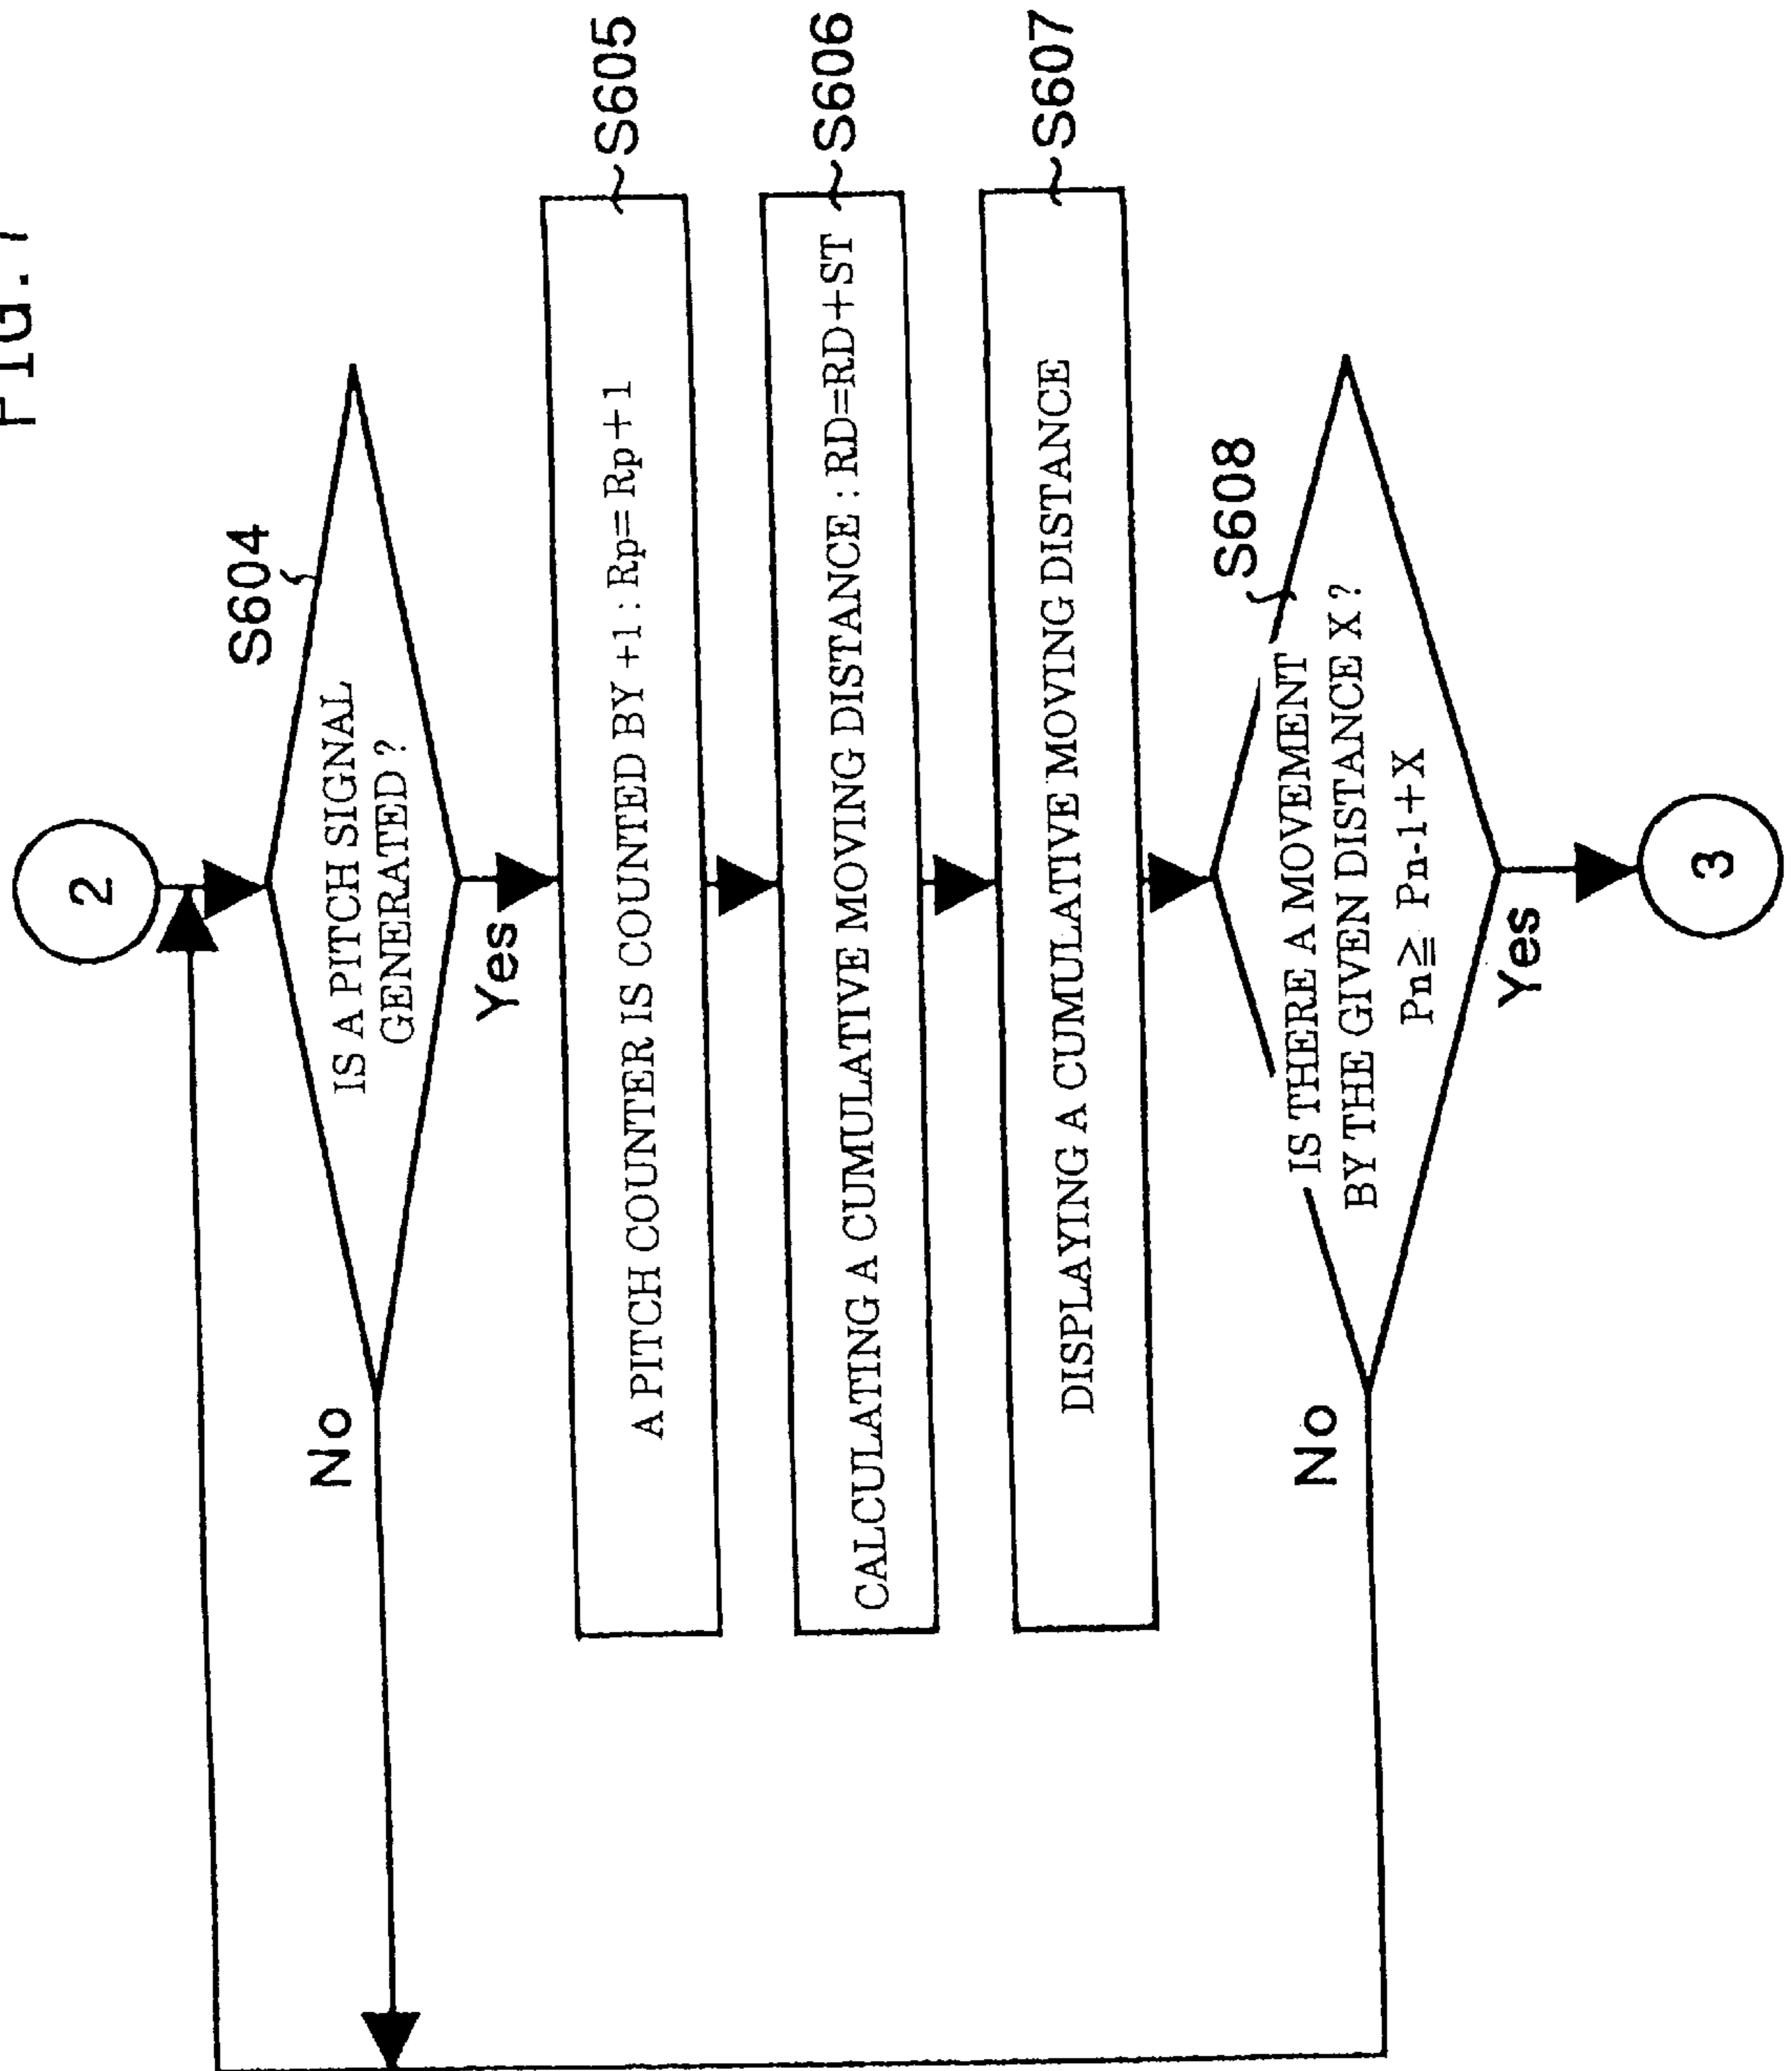 FIG. 7
2
S604
IS A PITCH SIGNAL
GENERATED ?
No
Yes
A PITCH COUNTER IS COUNTED BY +1 : Rp=Rp+1
S605
CALCULATING A CUMULATIVE MOVING DISTANCE : RD=RD+ST
S606
DISPLAYING A CUMULATIVE MOVING DISTANCE
S607
S608
IS THERE A MOVEMENT
BY THE GIVEN DISTANCE X ?
Pn≧ Pn-1+X
No
Yes
3